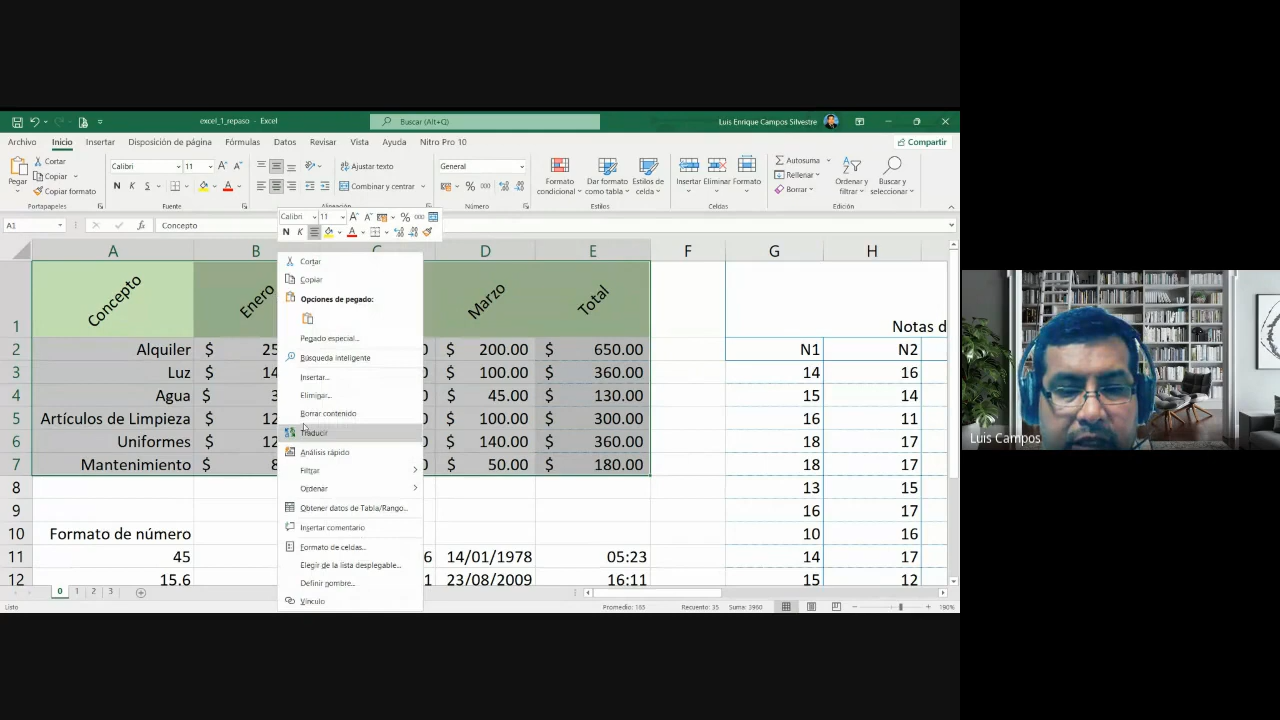 excel_1_repaso - Excel
Buscar (Alt+Q)
Luis Enrique Campos Silvestre
Archivo Inicio Insertar Disposición de página Fórmulas Datos Revisar Vista Ayuda Nitro Pro 10
Compartir
Pegar
Cortar
Copiar
Copiar formato
Portapapeles
Calibri 11
N K S
Fuente
Ajustar texto
Combinar y centrar
Alineación
General
% 000
Número
Formato condicional
Dar formato como tabla
Estilos de celda
Estilos
Insertar Eliminar Formato
Celdas
Autosuma
Rellenar
Borrar
Ordenar y filtrar
Buscar y seleccionar
Edición
A1
Concepto
Calibri 11 % 000
N K
A B C D E F G H
1 Concepto Enero Marzo Total Notas d
2 Alquiler $ 25 $ 200.00 $ 650.00 N1 N2
3 Luz $ 14 $ 100.00 $ 360.00 14 16
4 Agua $ 3 $ 45.00 $ 130.00 15 14
5 Artículos de Limpieza $ 12 $ 100.00 $ 300.00 16 11
6 Uniformes $ 12 $ 140.00 $ 360.00 18 17
7 Mantenimiento $ 8 $ 50.00 $ 180.00 18 17
8 13 15
9 16 17
10 Formato de número 10 16
11 45 6 14/01/1978 05:23 14 17
12 15.6 1 23/08/2009 16:11 15 12
Cortar
Copiar
Opciones de pegado:
Pegado especial...
Búsqueda inteligente
Insertar...
Eliminar...
Borrar contenido
Traducir
Análisis rápido
Filtrar
Ordenar
Obtener datos de Tabla/Rango...
Insertar comentario
Formato de celdas...
Elegir de la lista desplegable...
Definir nombre...
Vínculo
0 1 2 3
Listo
Promedio: 165
Recuento: 35
Suma: 3960
190%
Luis Campos